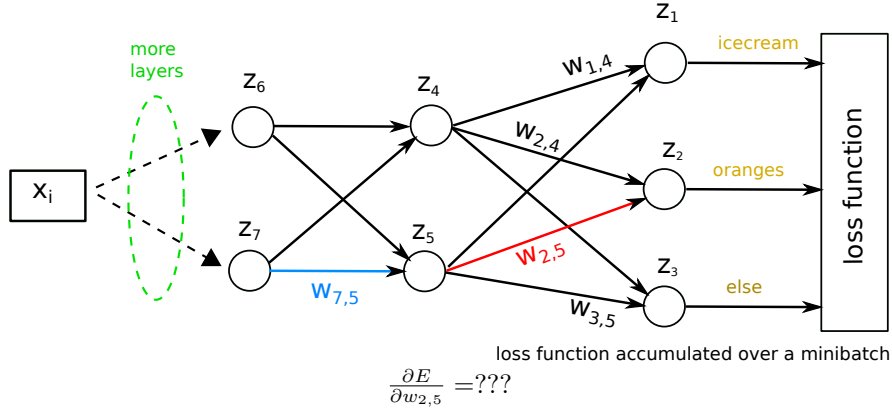 z1
icecream
more
layers
z6
z4
w1,4
w2,4
z2
oranges
xi
loss function
z7
z5
w2,5
z3
w7,5
w3,5
else
loss function accumulated over a minibatch
∂E/∂w2,5 =???